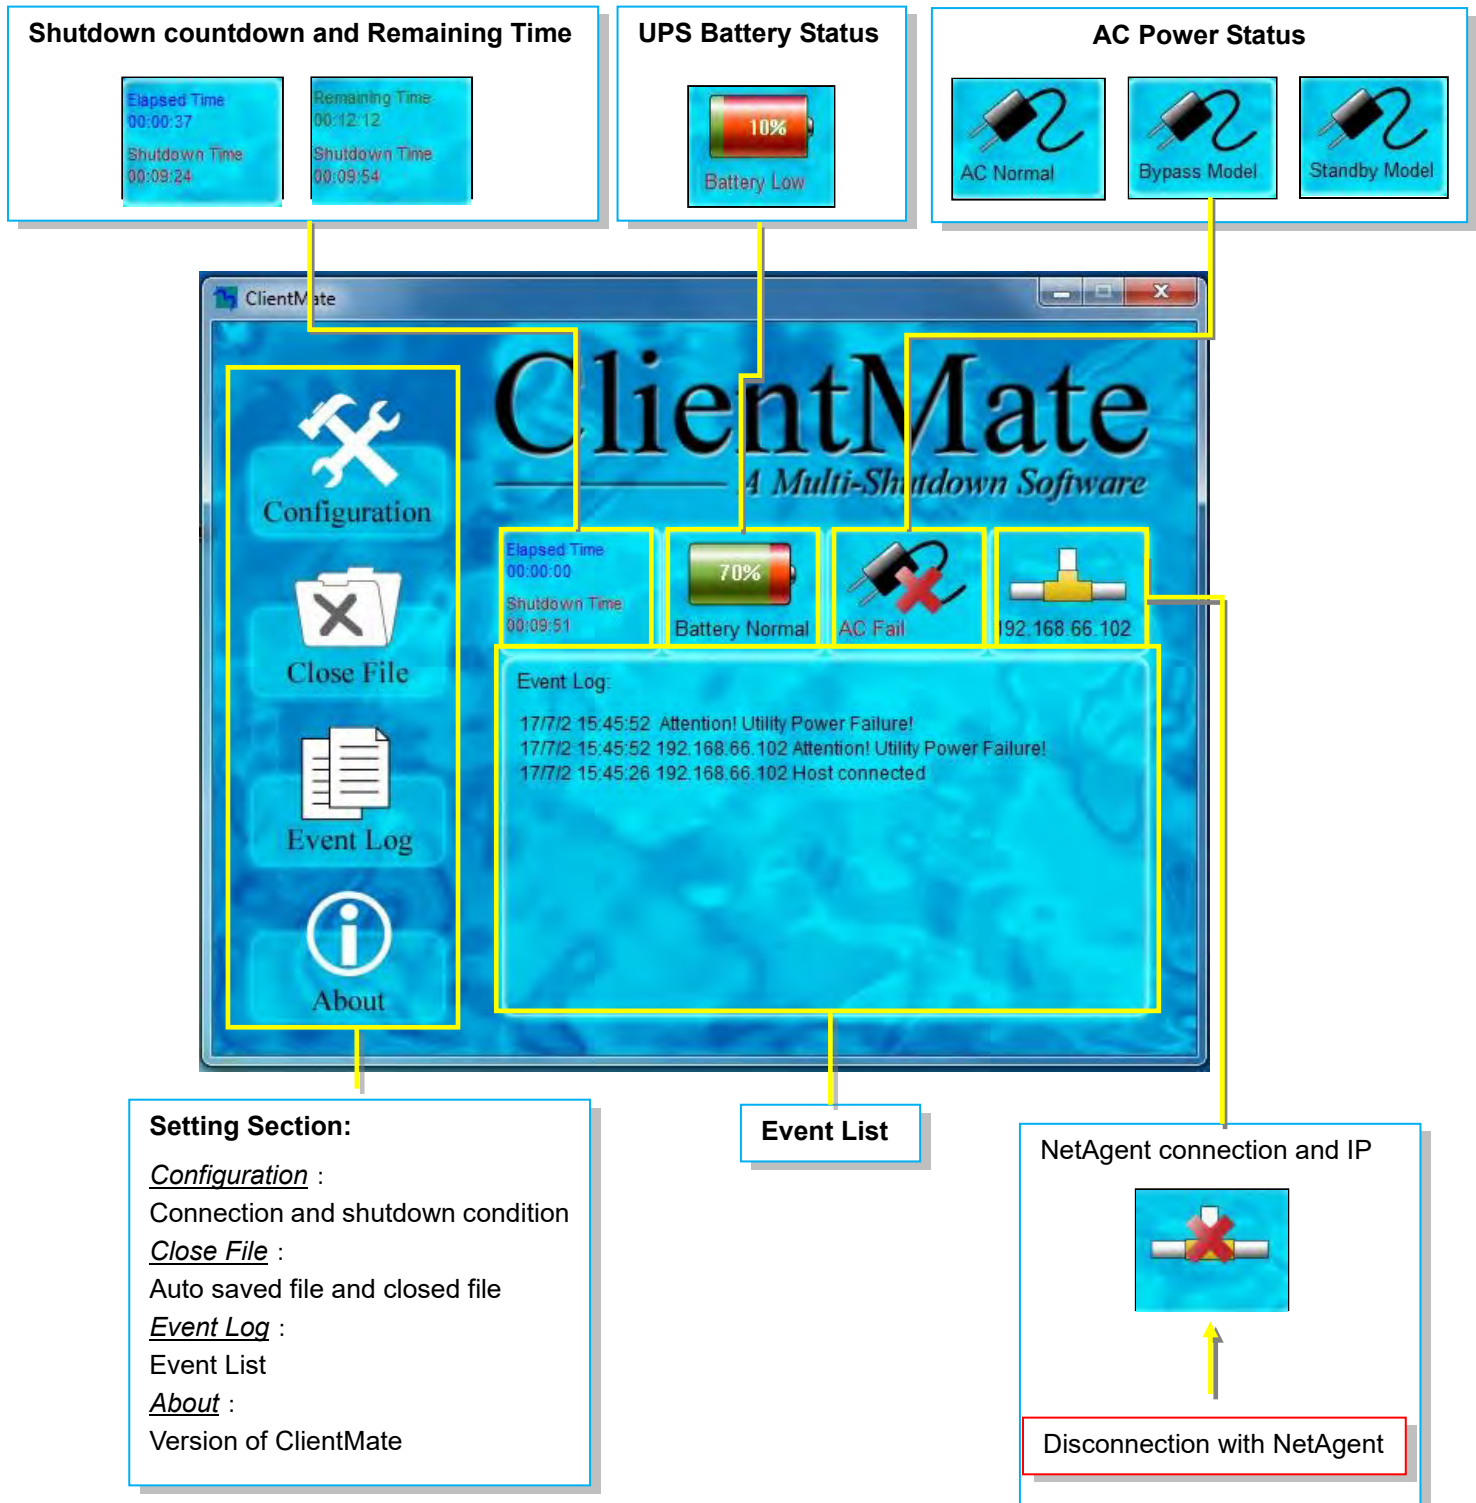 Shutdown countdown and Remaining Time
Elapsed Time
00:00:37
Shutdown Time
00:09:24
Remaining Time
00:12:12
Shutdown Time
00:09:54
UPS Battery Status
10%
Battery Low
AC Power Status
AC Normal
Bypass Model
Standby Model
ClientMate
ClientMate
A Multi-Shutdown Software
Configuration
Close File
Event Log
About
Elapsed Time
00:00:00
Shutdown Time
00:09:51
70%
Battery Normal
AC Fail
192.168.66.102
Event Log:
17/7/2 15:45:52 Attention! Utility Power Failure!
17/7/2 15:45:52 192.168.66.102 Attention! Utility Power Failure!
17/7/2 15:45:26 192.168.66.102 Host connected
Setting Section:
Configuration :
Connection and shutdown condition
Close File :
Auto saved file and closed file
Event Log :
Event List
About :
Version of ClientMate
Event List
NetAgent connection and IP
Disconnection with NetAgent